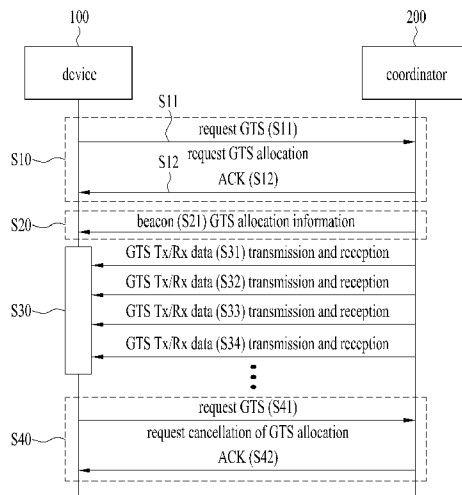 100
200
device
coordinator
S11
request GTS (S11)
request GTS allocation
S10
S12
ACK (S12)
S20
beacon (S21) GTS allocation information
GTS Tx/Rx data (S31) transmission and reception
GTS Tx/Rx data (S32) transmission and reception
S30
GTS Tx/Rx data (S33) transmission and reception
GTS Tx/Rx data (S34) transmission and reception
request GTS (S41)
request cancellation of GTS allocation
S40
ACK (S42)